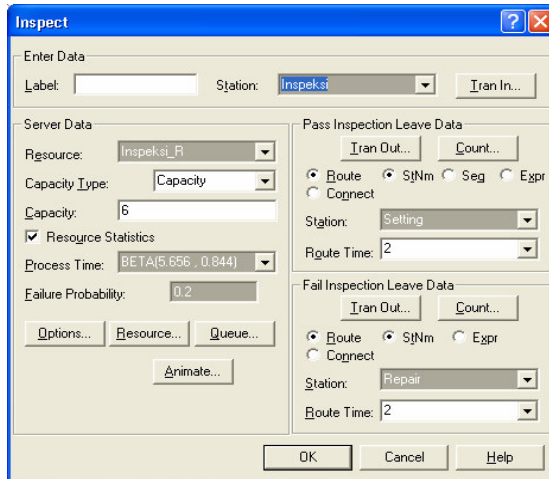 Inspect
Enter Data
Label: Station: Inspeksi Tran In...
Server Data
Resource: Inspeksi_R
Capacity Type: Capacity
Capacity: 6
Resource Statistics
Process Time: BETA(5.656 , 0.844)
Failure Probability: 0.2
Options... Resource... Queue...
Animate...
Pass Inspection Leave Data
Tran Out... Count...
Route StNm Seg Expr
Connect
Station: Setting
Route Time: 2
Fail Inspection Leave Data
Tran Out... Count...
Route StNm Expr
Connect
Station: Repair
Route Time: 2
OK Cancel Help